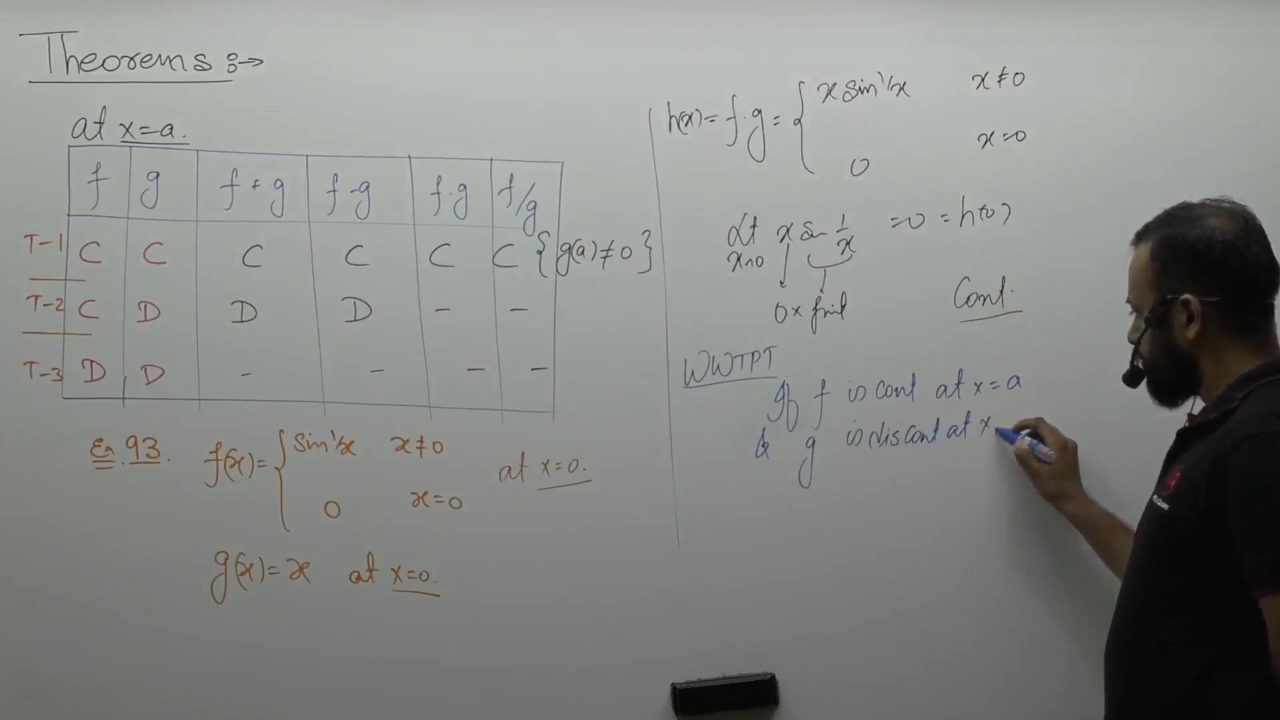 Theorems :→
at x=a.
f g f+g f-g f·g f/g
T-1 C C C C C C {g(a)≠0}
T-2 C D D D - -
T-3 D D - - - -
Ex. 93. f(x)= { sin 1/x x≠0
0 x=0
at x=0.
g(x)=x at x=0.
h(x)= f·g= { x sin 1/x x≠0
0 x=0
Lt x→0 x sin 1/x =0 = h(0)
0 x finit
Cont.
WWTPT
If f is cont at x=a
& g is discont at x